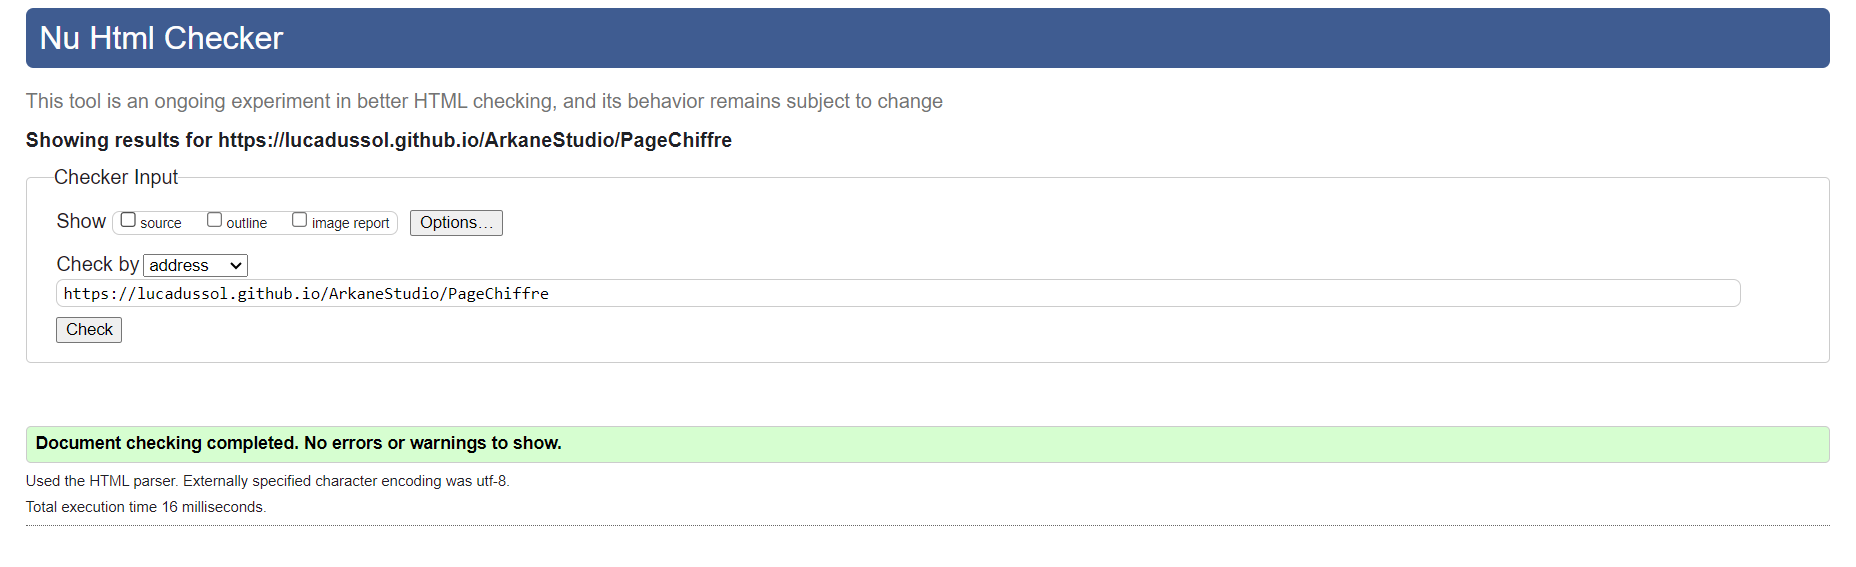 Nu Html Checker
This tool is an ongoing experiment in better HTML checking, and its behavior remains subject to change
Showing results for https://lucadussol.github.io/ArkaneStudio/PageChiffre
Checker Input
Show source outline image report Options...
Check by address
https://lucadussol.github.io/ArkaneStudio/PageChiffre
Check
Document checking completed. No errors or warnings to show.
Used the HTML parser. Externally specified character encoding was utf-8.
Total execution time 16 milliseconds.